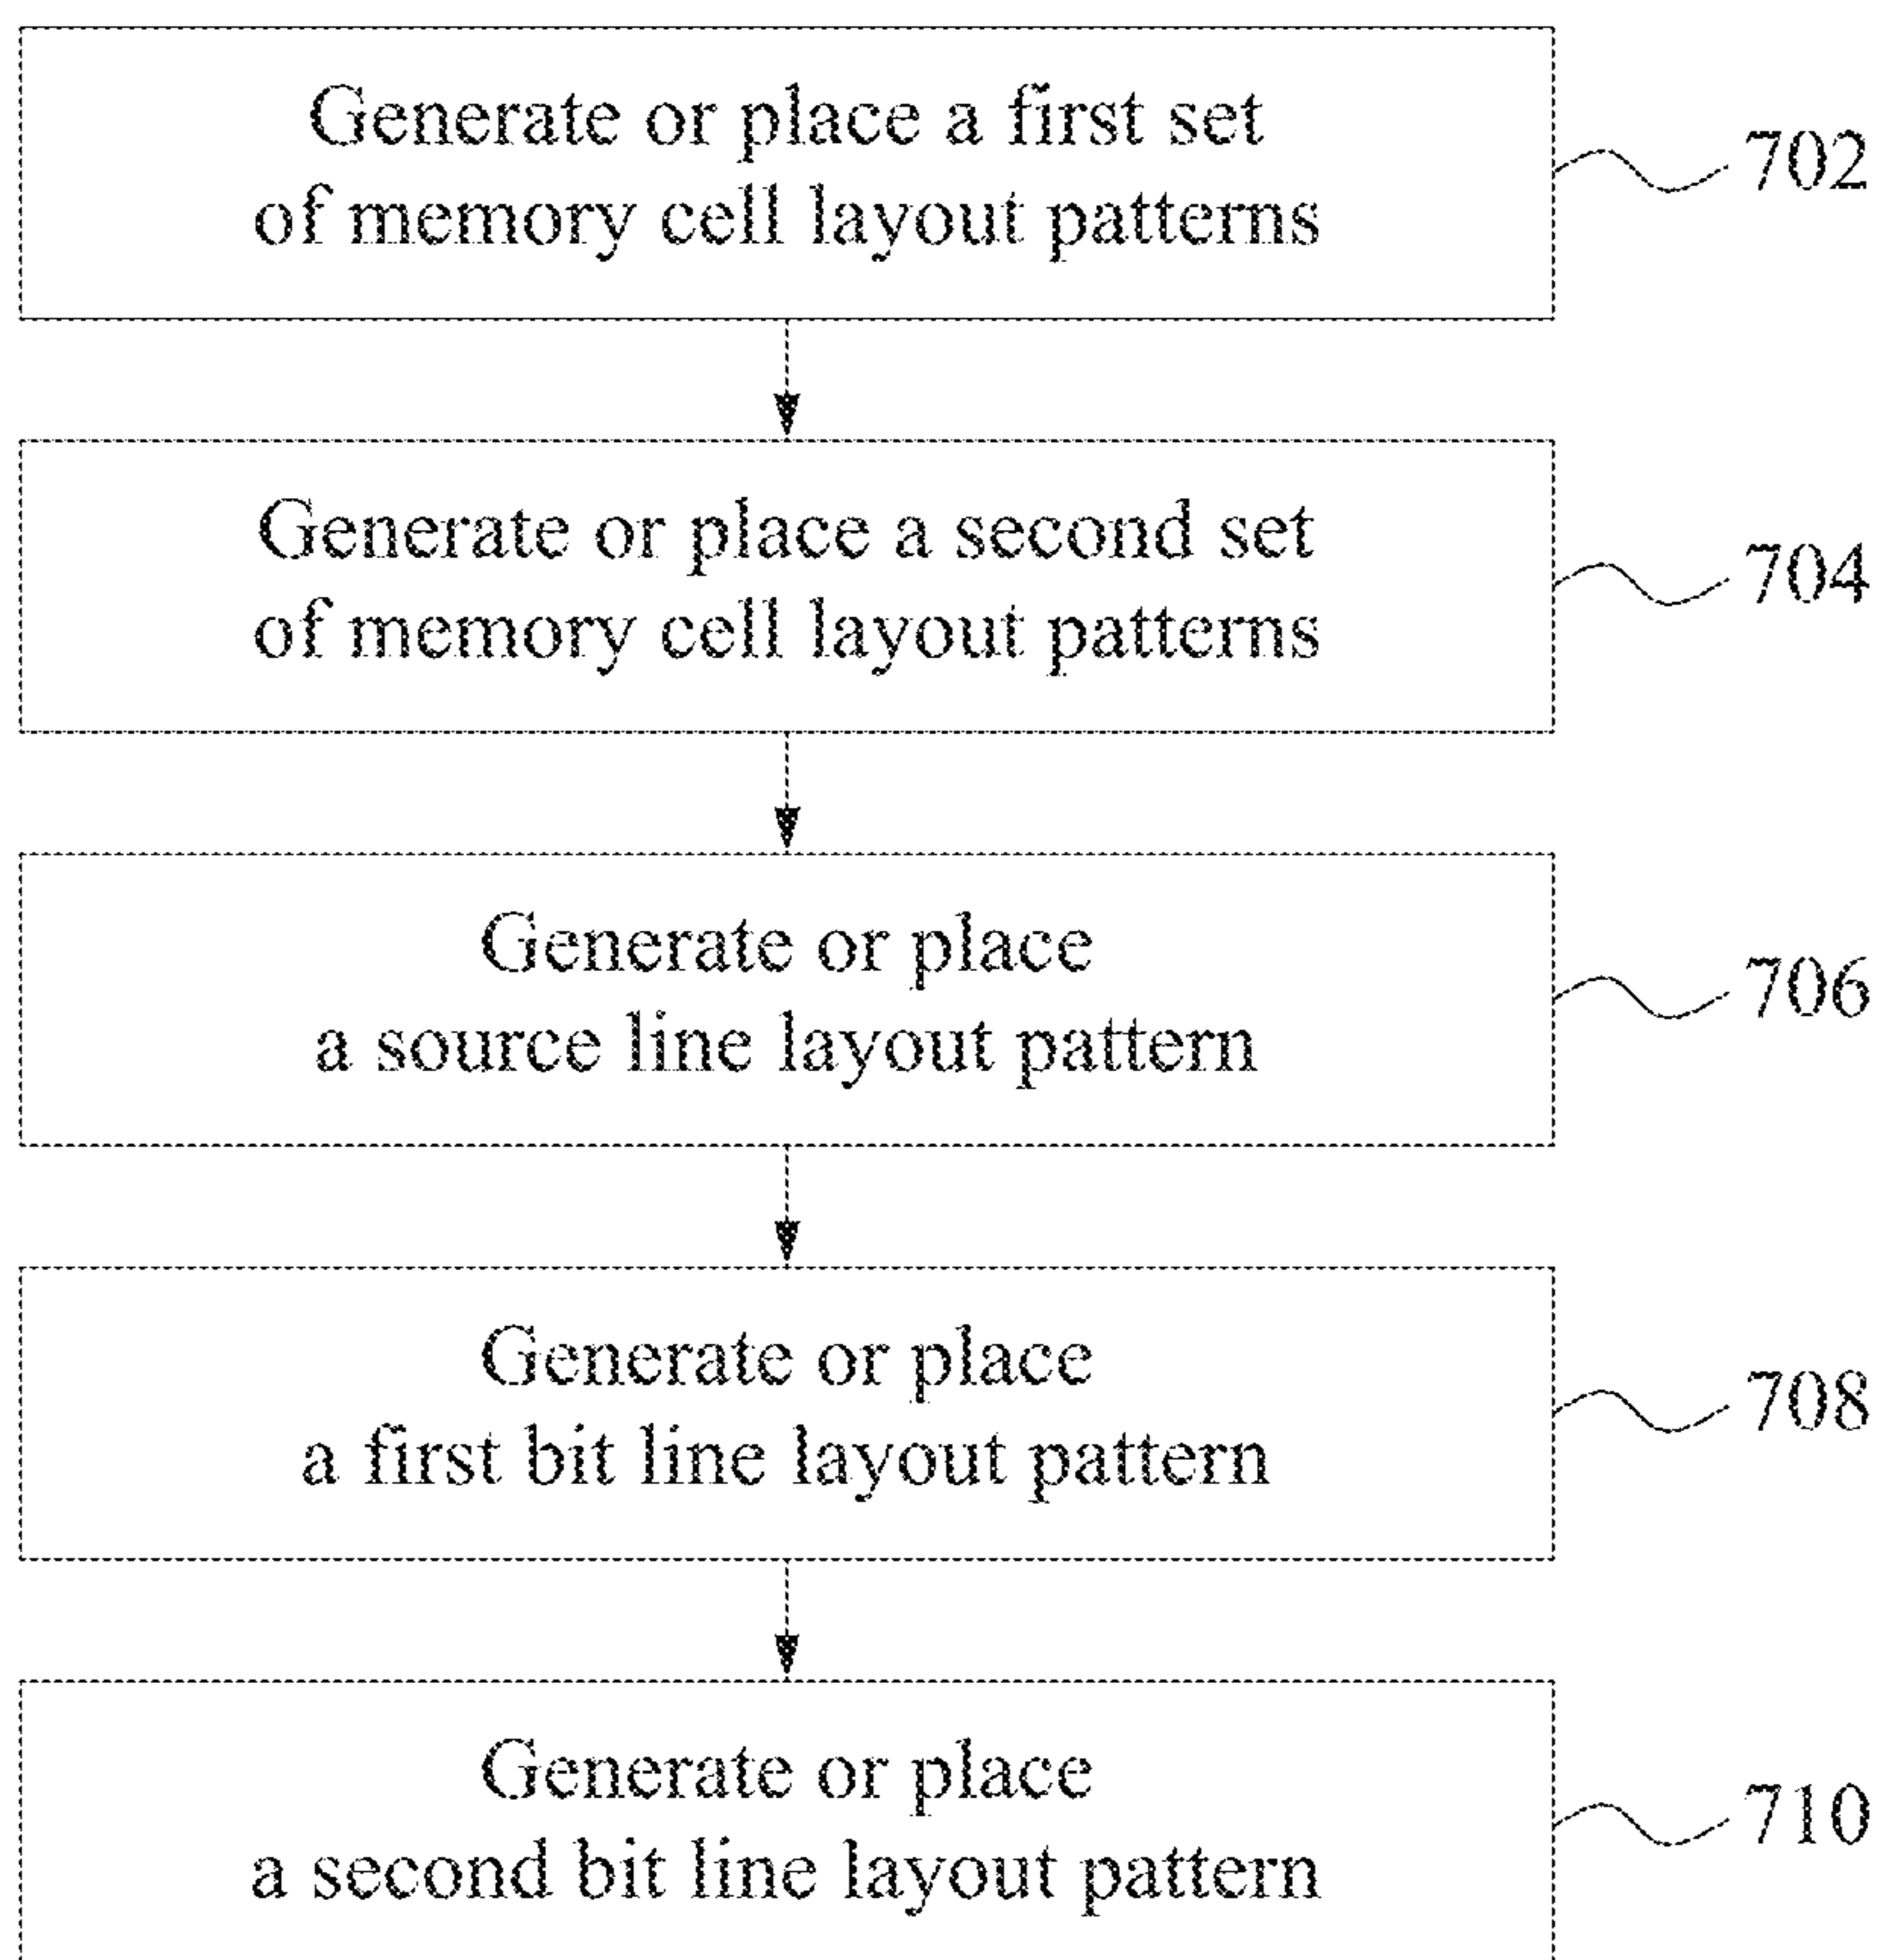 Generate or place a first set
of memory cell layout patterns
702
Generate or place a second set
of memory cell layout patterns
704
Generate or place
a source line layout pattern
706
Generate or place
a first bit line layout pattern
708
Generate or place
a second bit line layout pattern
710